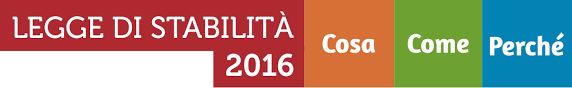 LEGGE DI STABILITÀ
2016
Cosa
Come
Perché